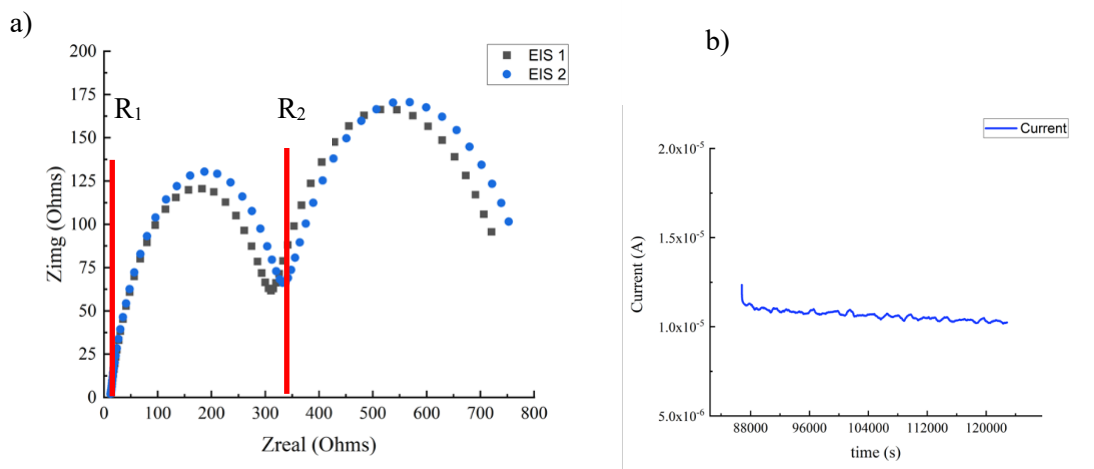 a)
200
175
150
125
100
75
50
25
0
Zimg (Ohms)
R₁
R₂
EIS 1
EIS 2
0 100 200 300 400 500 600 700 800
Zreal (Ohms)
b)
Current
2.0x10⁻⁵
1.5x10⁻⁵
1.0x10⁻⁵
5.0x10⁻⁶
Current (A)
88000 96000 104000 112000 120000
time (s)